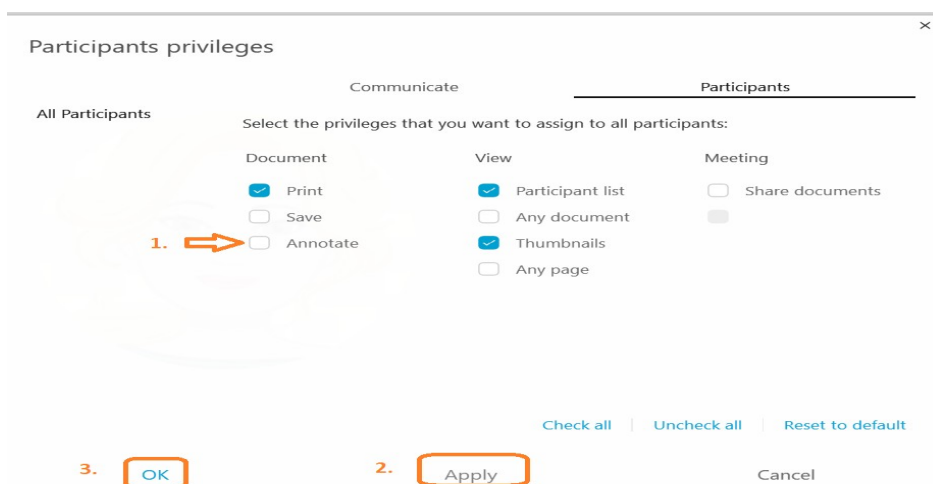 ×
Participants privileges
Communicate Participants
All Participants
Select the privileges that you want to assign to all participants:
Document View Meeting
Print Participant list Share documents
Save Any document
1. Annotate Thumbnails
Any page
Check all Uncheck all Reset to default
3. OK 2. Apply Cancel